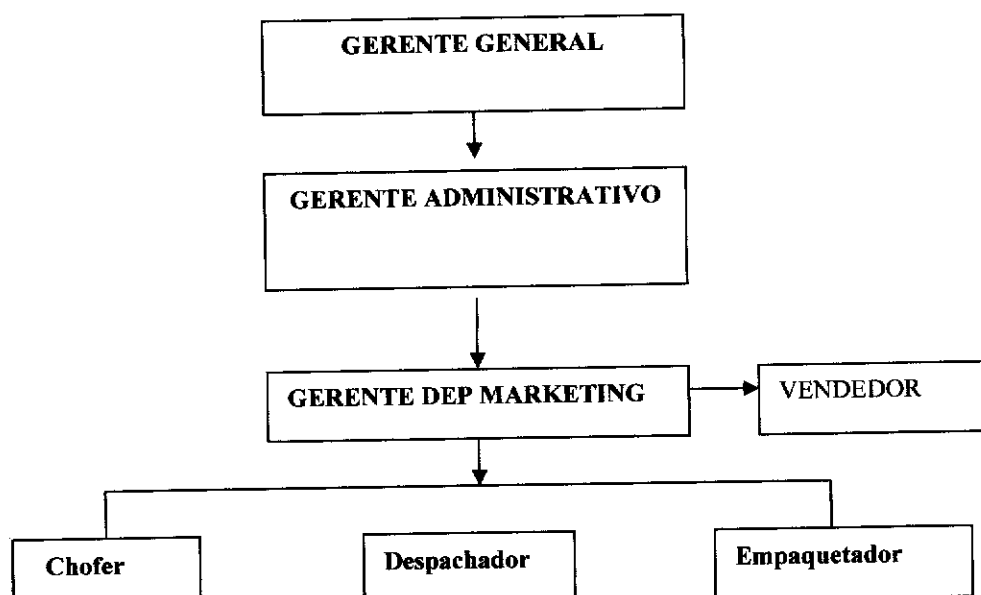 GERENTE GENERAL
GERENTE ADMINISTRATIVO
GERENTE DEP MARKETING
VENDEDOR
Chofer
Despachador
Empaquetador